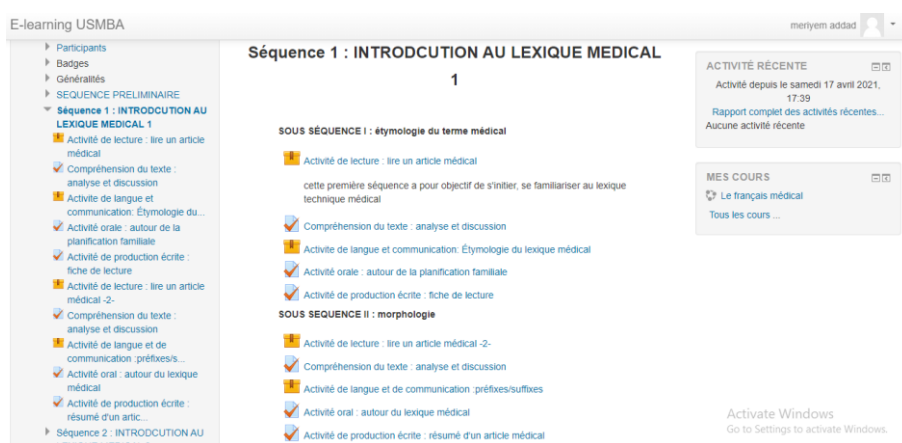 E-learning USMBA
meriyem addad
Participants
Badges
Généralités
SEQUENCE PRELIMINAIRE
Séquence 1 : INTRODCUTION AU
LEXIQUE MEDICAL 1
Activité de lecture : lire un article
médical
Compréhension du texte :
analyse et discussion
Activite de langue et
communication: Étymologie du...
Activité orale : autour de la
planification familiale
Activité de production écrite :
fiche de lecture
Activité de lecture : lire un article
médical -2-
Compréhension du texte :
analyse et discussion
Activité de langue et de
communication :préfixes/s...
Activité oral : autour du lexique
médical
Activité de production écrite :
résumé d'un artic...
Séquence 2 : INTRODCUTION AU
Séquence 1 : INTRODCUTION AU LEXIQUE MEDICAL
1
SOUS SÉQUENCE I : étymologie du terme médical
Activité de lecture : lire un article médical
cette première séquence a pour objectif de s'initier, se familiariser au lexique
technique médical
Compréhension du texte : analyse et discussion
Activite de langue et communication: Étymologie du lexique médical
Activité orale : autour de la planification familiale
Activité de production écrite : fiche de lecture
SOUS SEQUENCE II : morphologie
Activité de lecture : lire un article médical -2-
Compréhension du texte : analyse et discussion
Activité de langue et de communication :préfixes/suffixes
Activité oral : autour du lexique médical
Activité de production écrite : résumé d'un article médical
ACTIVITÉ RÉCENTE
Activité depuis le samedi 17 avril 2021,
17:39
Rapport complet des activités récentes...
Aucune activité récente
MES COURS
Le français médical
Tous les cours ...
Activate Windows
Go to Settings to activate Windows.